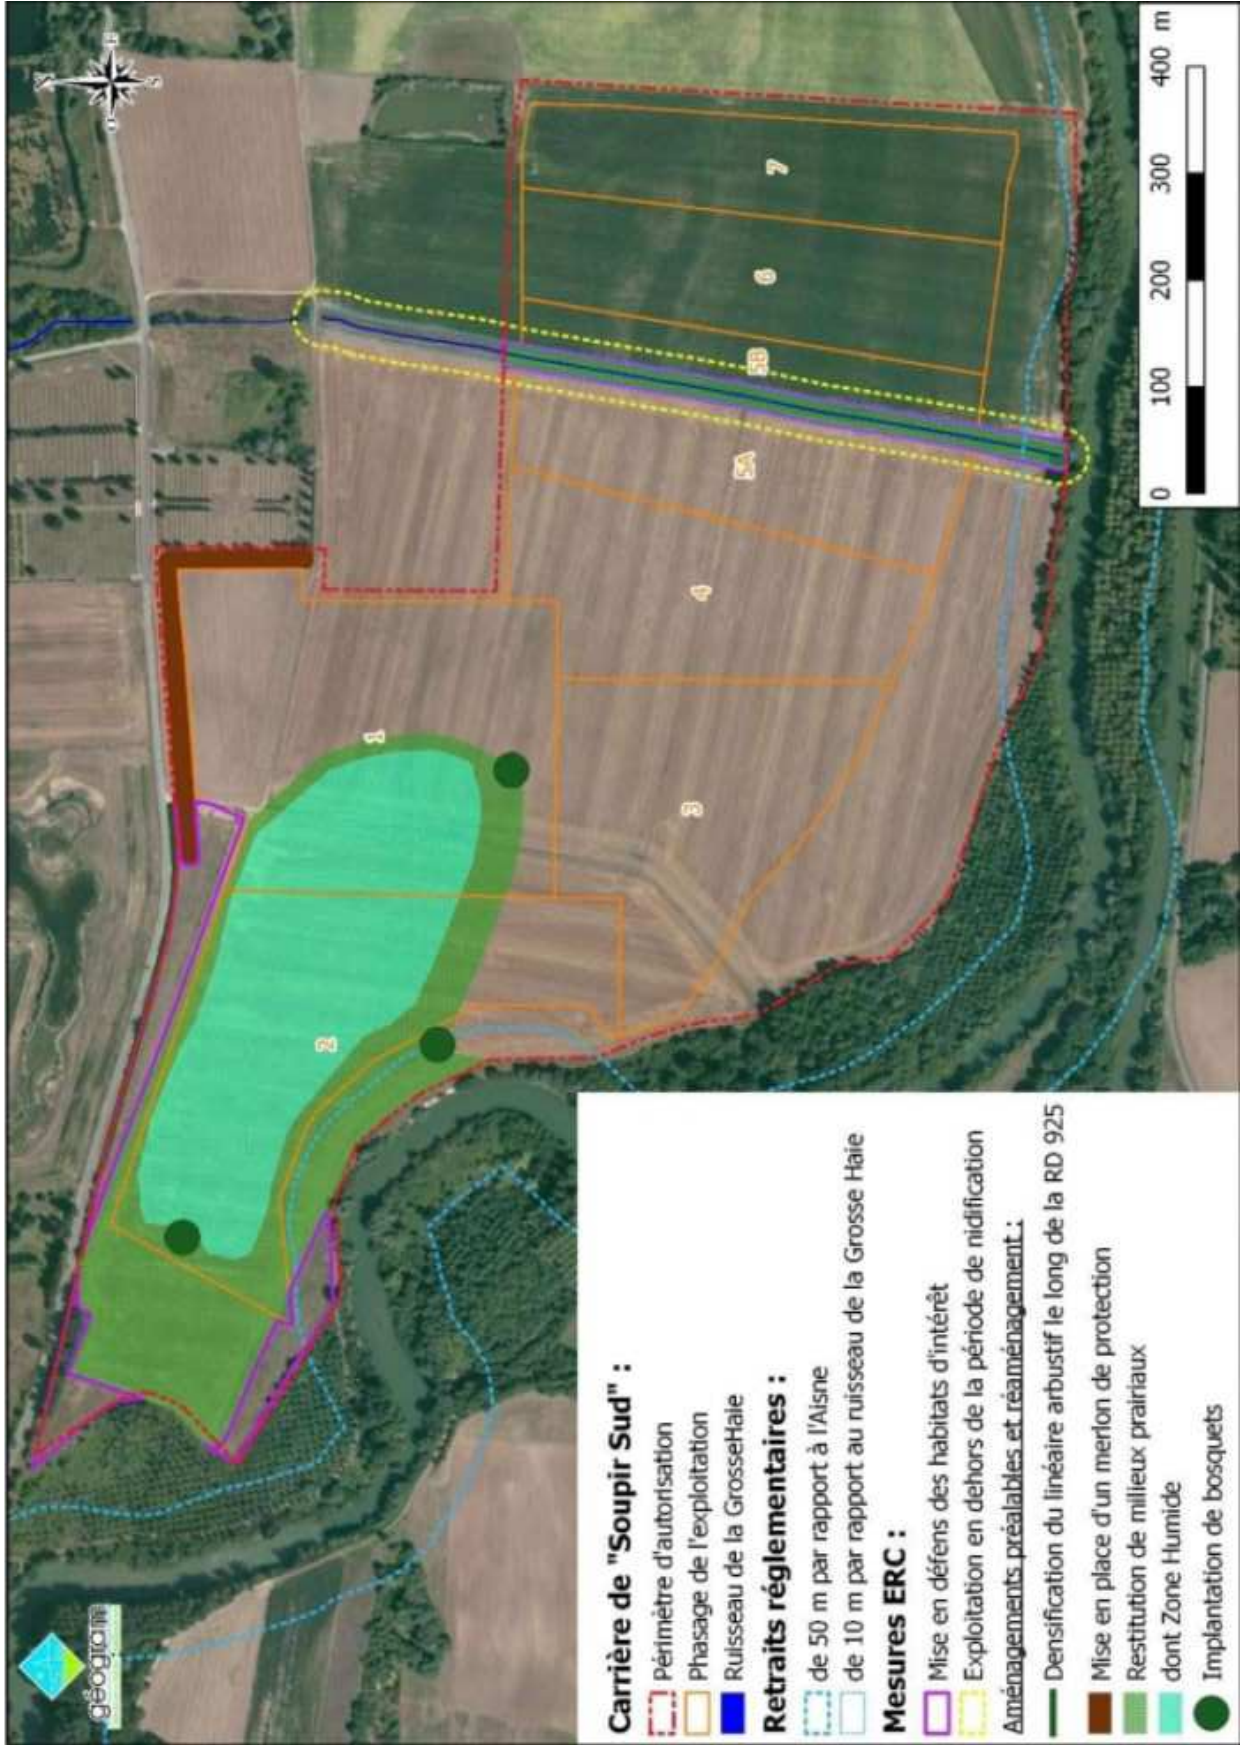 géogram
N
E
S
O
1
2
3
4
5A
5B
6
7
Carrière de "Soupir Sud" :
Périmètre d'autorisation
Phasage de l'exploitation
Ruisseau de la GrosseHaie
Retraits réglementaires :
de 50 m par rapport à l'Aisne
de 10 m par rapport au ruisseau de la Grosse Haie
Mesures ERC :
Mise en défens des habitats d'intérêt
Exploitation en dehors de la période de nidification
Aménagements préalables et réaménagement :
Densification du linéaire arbustif le long de la RD 925
Mise en place d'un merlon de protection
Restitution de milieux prairiaux
dont Zone Humide
Implantation de bosquets
0 100 200 300 400 m